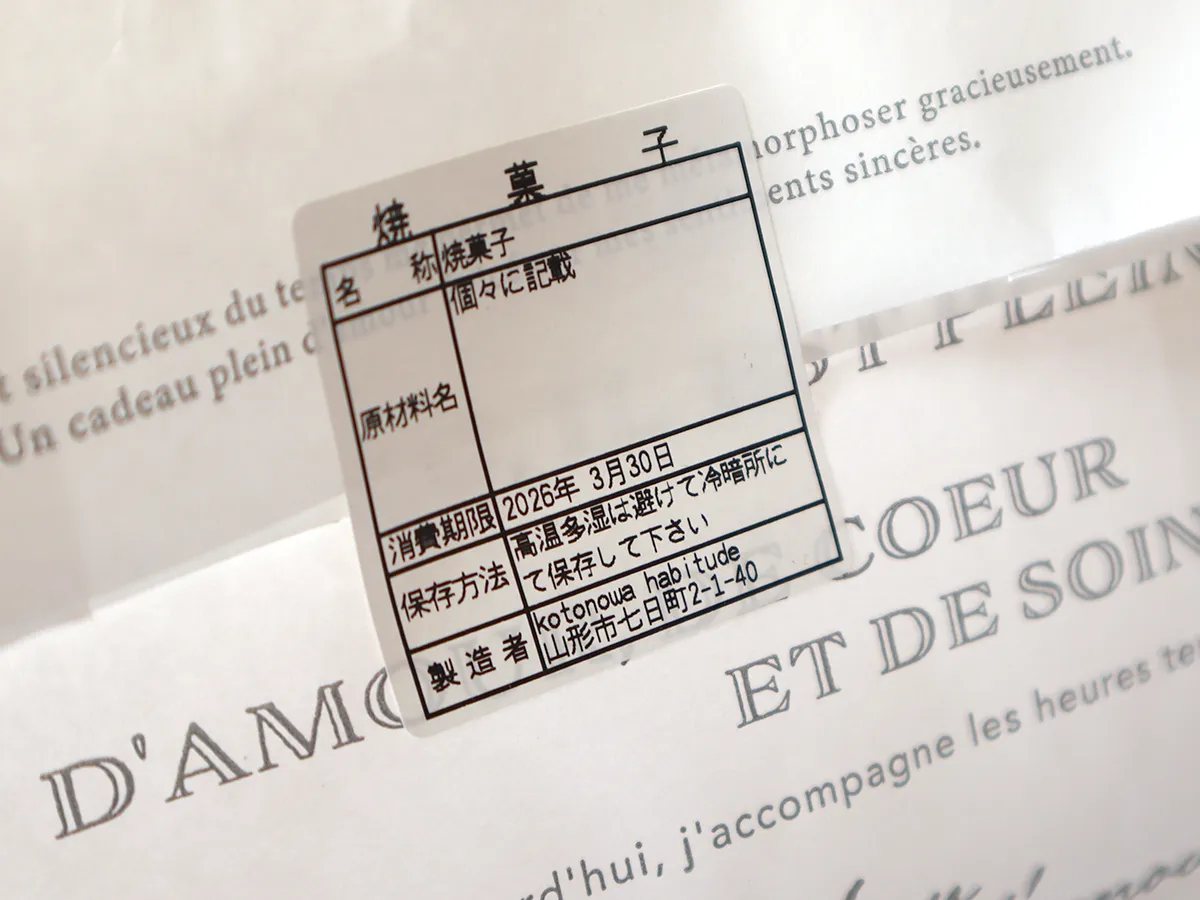 morphoser gracieusement.
t silencieux du te
ents sincères.
Un cadeau plein d
焼 菓 子
名 称 焼菓子
原材料名 個々に記載
消費期限 2026年 3月30日
保存方法 高温多湿は避けて冷暗所に
て保存して下さい
製造者 kotonowa habitude
山形市七日町2-1-40
ST PLEIN
D'AMO
COEUR
ET DE SOIN
rd'hui, j'accompagne les heures te